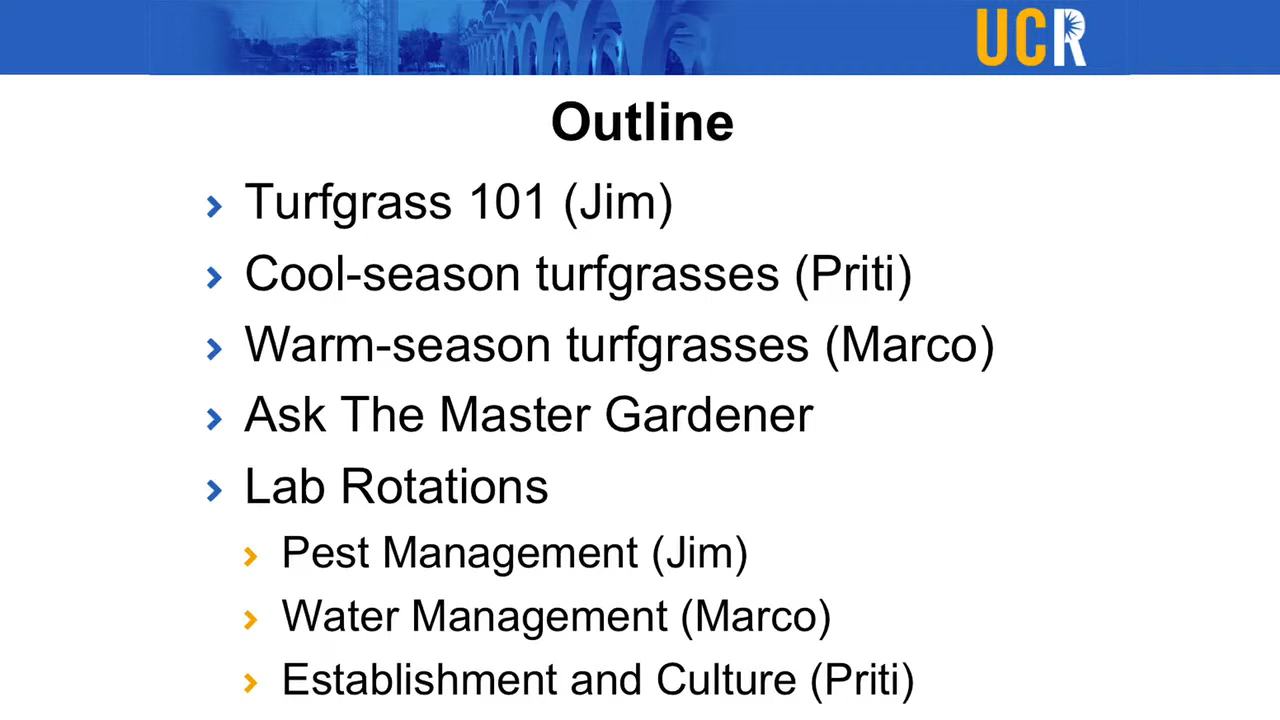 UCR
Outline
Turfgrass 101 (Jim)
Cool-season turfgrasses (Priti)
Warm-season turfgrasses (Marco)
Ask The Master Gardener
Lab Rotations
Pest Management (Jim)
Water Management (Marco)
Establishment and Culture (Priti)